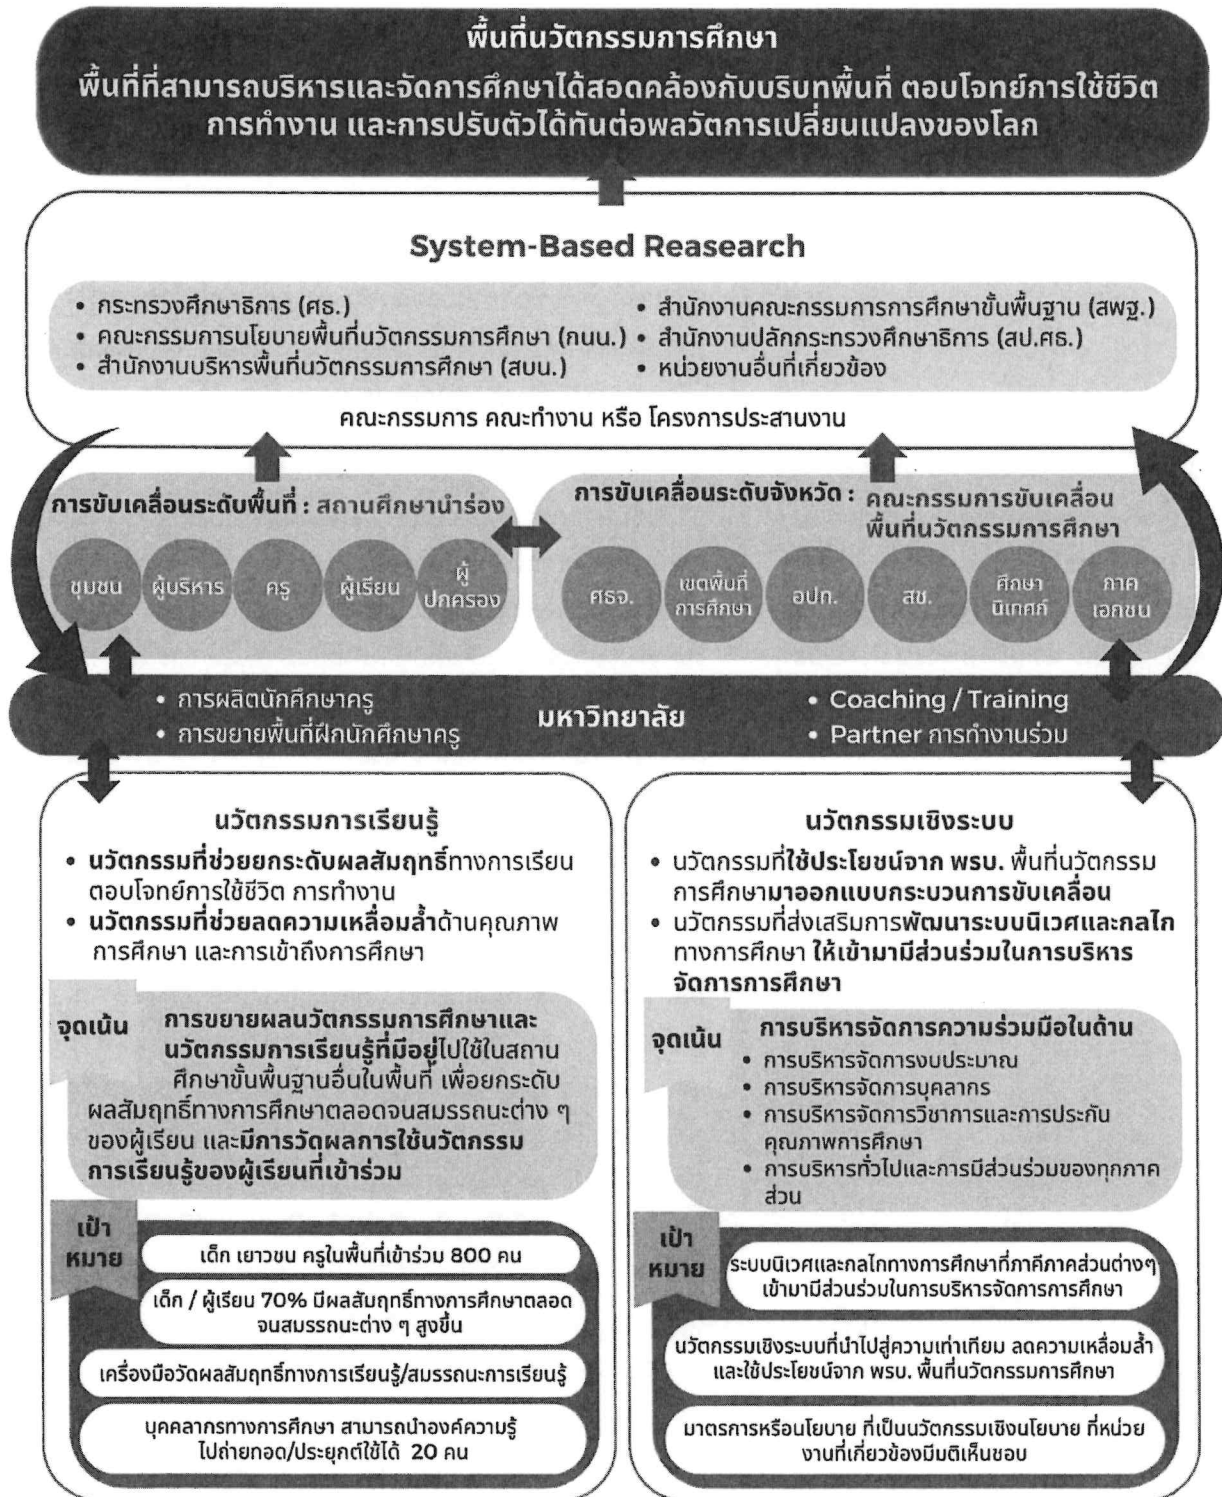 พื้นที่นวัตกรรมการศึกษา
พื้นที่ที่สามารถบริหารและจัดการศึกษาได้สอดคล้องกับบริบทพื้นที่ ตอบโจทย์การใช้ชีวิต
การทำงาน และการปรับตัวได้ทันต่อพลวัตการเปลี่ยนแปลงของโลก
System-Based Reasearch
• กระทรวงศึกษาธิการ (ศธ.)
• คณะกรรมการนโยบายพื้นที่นวัตกรรมการศึกษา (กนน.)
• สำนักงานบริหารพื้นที่นวัตกรรมการศึกษา (สบน.)
• สำนักงานคณะกรรมการการศึกษาขั้นพื้นฐาน (สพฐ.)
• สำนักงานปลักกระทรวงศึกษาธิการ (สป.ศธ.)
• หน่วยงานอื่นที่เกี่ยวข้อง
คณะกรรมการ คณะทำงาน หรือ โครงการประสานงาน
การขับเคลื่อนระดับพื้นที่ : สถานศึกษานำร่อง
ชุมชน
ผู้บริหาร
ครู
ผู้เรียน
ผู้
ปกครอง
การขับเคลื่อนระดับจังหวัด :
คณะกรรมการขับเคลื่อน
พื้นที่นวัตกรรมการศึกษา
ศธจ.
เขตพื้นที่
การศึกษา
อปท.
สช.
ศึกษา
นิเทศก์
ภาค
เอกชน
• การผลิตนักศึกษาครู
• การขยายพื้นที่ฝึกนักศึกษาครู
มหาวิทยาลัย
• Coaching / Training
• Partner การทำงานร่วม
นวัตกรรมการเรียนรู้
• นวัตกรรมที่ช่วยยกระดับผลสัมฤทธิ์ทางการเรียน
ตอบโจทย์การใช้ชีวิต การทำงาน
• นวัตกรรมที่ช่วยลดความเหลื่อมล้ำด้านคุณภาพ
การศึกษา และการเข้าถึงการศึกษา
จุดเน้น
การขยายผลนวัตกรรมการศึกษาและ
นวัตกรรมการเรียนรู้ที่มีอยู่ไปใช้ในสถาน
ศึกษาขั้นพื้นฐานอื่นในพื้นที่ เพื่อยกระดับ
ผลสัมฤทธิ์ทางการศึกษาตลอดจนสมรรถนะต่าง ๆ
ของผู้เรียน และมีการวัดผลการใช้นวัตกรรม
การเรียนรู้ของผู้เรียนที่เข้าร่วม
เป้า
หมาย
เด็ก เยาวชน ครูในพื้นที่เข้าร่วม 800 คน
เด็ก / ผู้เรียน 70% มีผลสัมฤทธิ์ทางการศึกษาตลอด
จนสมรรถนะต่าง ๆ สูงขึ้น
เครื่องมือวัดผลสัมฤทธิ์ทางการเรียนรู้/สมรรถนะการเรียนรู้
บุคคลากรทางการศึกษา สามารถนำองค์ความรู้
ไปถ่ายทอด/ประยุกต์ใช้ได้ 20 คน
นวัตกรรมเชิงระบบ
• นวัตกรรมที่ใช้ประโยชน์จาก พรบ. พื้นที่นวัตกรรม
การศึกษามาออกแบบกระบวนการขับเคลื่อน
• นวัตกรรมที่ส่งเสริมการพัฒนาระบบนิเวศและกลไก
ทางการศึกษา ให้เข้ามามีส่วนร่วมในการบริหาร
จัดการการศึกษา
จุดเน้น
การบริหารจัดการความร่วมมือในด้าน
• การบริหารจัดการงบประมาณ
• การบริหารจัดการบุคลากร
• การบริหารจัดการวิชาการและการประกัน
คุณภาพการศึกษา
• การบริหารทั่วไปและการมีส่วนร่วมของทุกภาค
ส่วน
เป้า
หมาย
ระบบนิเวศและกลไกทางการศึกษาที่ภาคีภาคส่วนต่างๆ
เข้ามามีส่วนร่วมในการบริหารจัดการการศึกษา
นวัตกรรมเชิงระบบที่นำไปสู่ความเท่าเทียม ลดความเหลื่อมล้ำ
และใช้ประโยชน์จาก พรบ. พื้นที่นวัตกรรมการศึกษา
มาตรการหรือนโยบาย ที่เป็นนวัตกรรมเชิงนโยบาย ที่หน่วย
งานที่เกี่ยวข้องมีมติเห็นชอบ